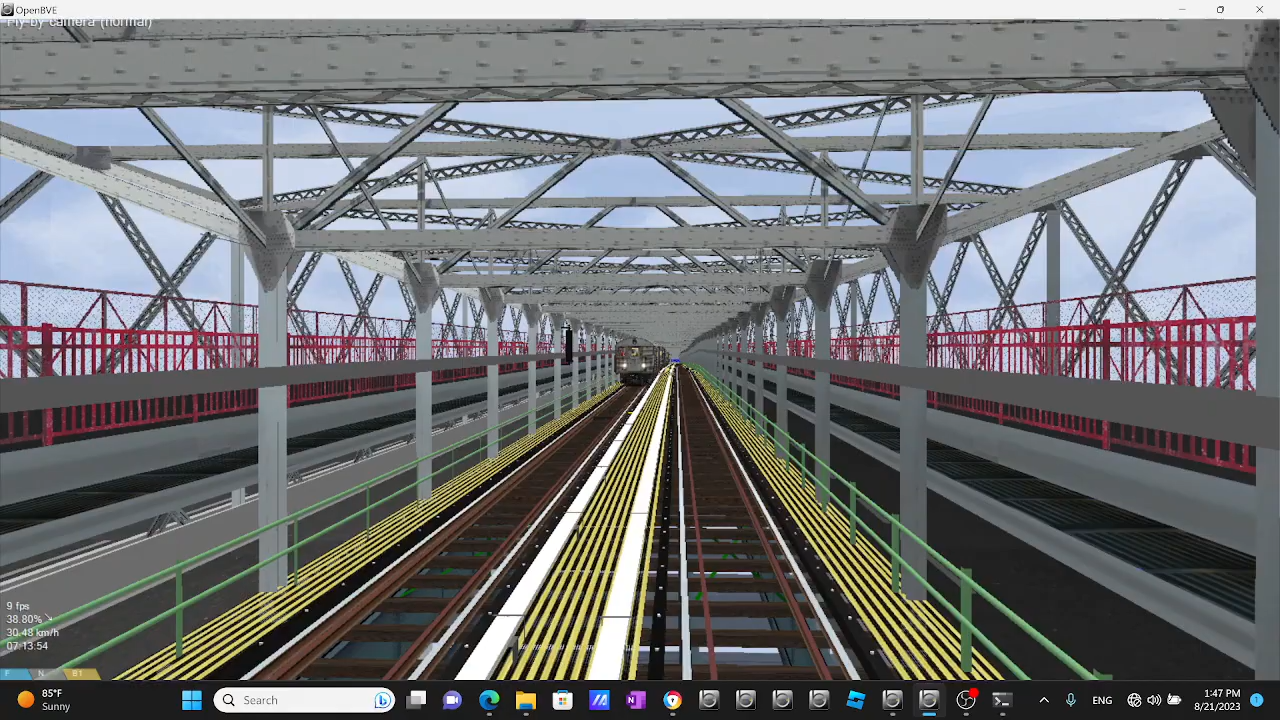 OpenBVE
Fly-by camera (normal)
9 fps
38.80%
30.48 km/h
07:13:54
F N B1
85°F
Sunny
Search
ENG
1:47 PM
8/21/2023